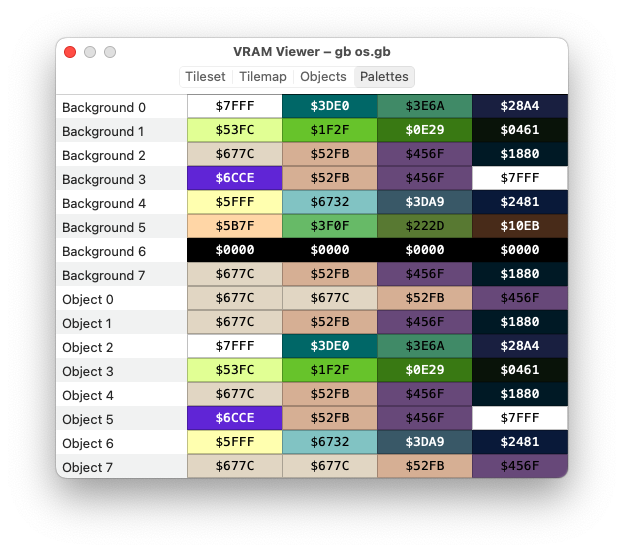 VRAM Viewer – gb os.gb
Tileset Tilemap Objects Palettes
Background 0 $7FFF $3DE0 $3E6A $28A4
Background 1 $53FC $1F2F $0E29 $0461
Background 2 $677C $52FB $456F $1880
Background 3 $6CCE $52FB $456F $7FFF
Background 4 $5FFF $6732 $3DA9 $2481
Background 5 $5B7F $3F0F $222D $10EB
Background 6 $0000 $0000 $0000 $0000
Background 7 $677C $52FB $456F $1880
Object 0 $677C $677C $52FB $456F
Object 1 $677C $52FB $456F $1880
Object 2 $7FFF $3DE0 $3E6A $28A4
Object 3 $53FC $1F2F $0E29 $0461
Object 4 $677C $52FB $456F $1880
Object 5 $6CCE $52FB $456F $7FFF
Object 6 $5FFF $6732 $3DA9 $2481
Object 7 $677C $677C $52FB $456F